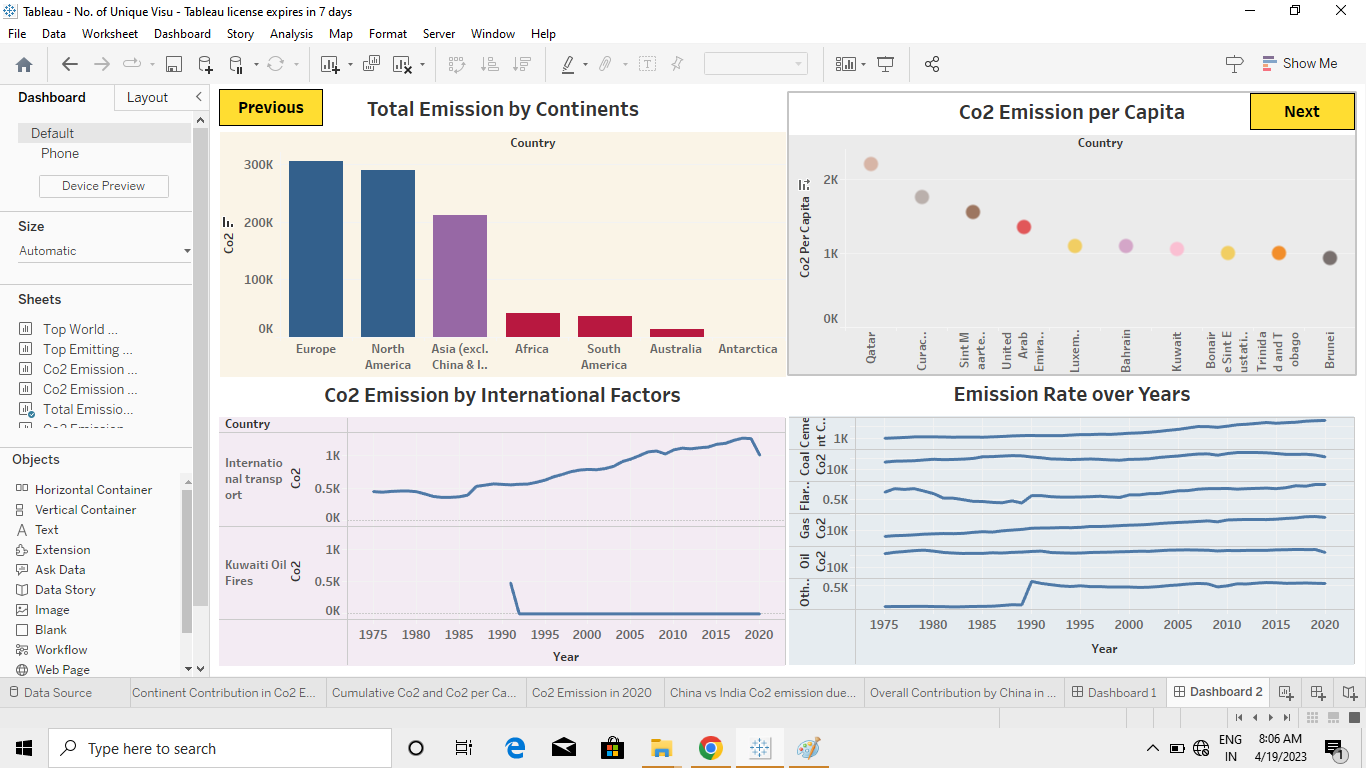 Tableau - No. of Unique Visu - Tableau license expires in 7 days
File Data Worksheet Dashboard Story Analysis Map Format Server Window Help
Show Me
Dashboard
Layout
Default
Phone
Device Preview
Size
Automatic
Sheets
Top World ...
Top Emitting ...
Co2 Emission ...
Co2 Emission ...
Total Emissio...
Objects
Horizontal Container
Vertical Container
Text
Extension
Ask Data
Data Story
Image
Blank
Workflow
Web Page
Previous
Total Emission by Continents
Country
Co2
300K
200K
100K
0K
Europe
North
America
Asia (excl.
China & I..
Africa
South
America
Australia
Antarctica
Co2 Emission per Capita
Next
Country
Co2 Per Capita
2K
1K
0K
Qatar
Curac..
Sint M
aarte..
United
Arab
Emira..
Luxem..
Bahrain
Kuwait
Bonair
e Sint E
ustati..
Trinida
d and T
obago
Brunei
Co2 Emission by International Factors
Country
Internatio
nal transp
ort
Co2
1K
0.5K
0K
Kuwaiti Oil
Fires
Co2
1K
0.5K
0K
1975 1980 1985 1990 1995 2000 2005 2010 2015 2020
Year
Emission Rate over Years
Ceme
nt C..
1K
Coal
Co2
10K
Flar..
0.5K
Gas
Co2
10K
Oil
Co2
10K
Oth..
0.5K
1975 1980 1985 1990 1995 2000 2005 2010 2015 2020
Year
Data Source
Continent Contribution in Co2 E...
Cumulative Co2 and Co2 per Ca...
Co2 Emission in 2020
China vs India Co2 emission due...
Overall Contribution by China in ...
Dashboard 1
Dashboard 2
Type here to search
ENG
IN
8:06 AM
4/19/2023
1